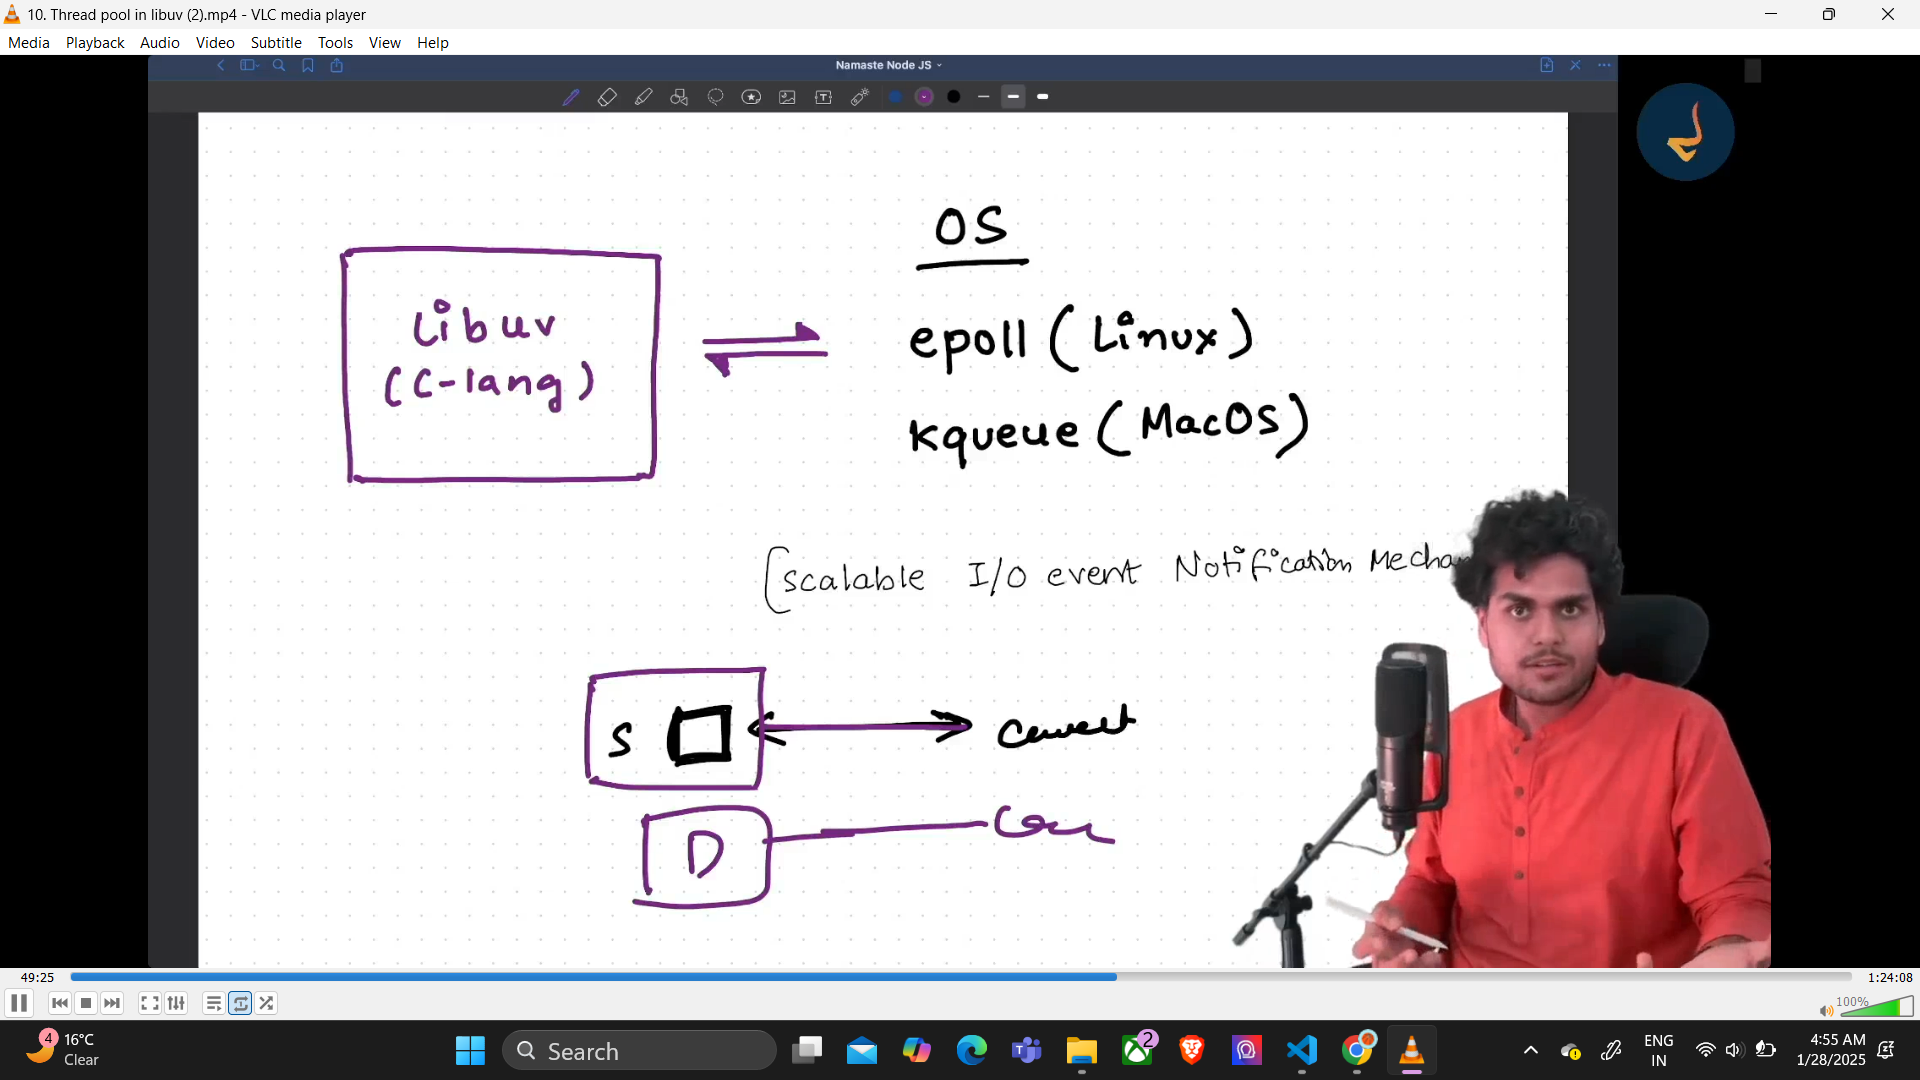 10. Thread pool in libuv (2).mp4 - VLC media player
Media Playback Audio Video Subtitle Tools View Help
Namaste Node JS
OS
Libuv
(C-lang)
epoll (Linux)
kqueue (MacOS)
[scalable I/O event Notification Mecha
S
D
49:25
1:24:08
100%
4
16°C
Clear
Search
2
ENG
IN
4:55 AM
1/28/2025